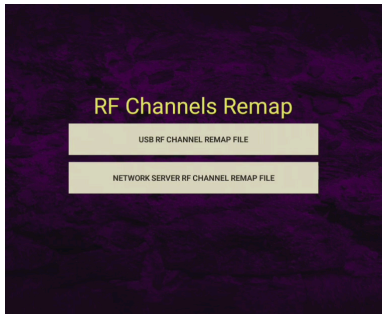 RF Channels Remap
USB RF CHANNEL REMAP FILE
NETWORK SERVER RF CHANNEL REMAP FILE